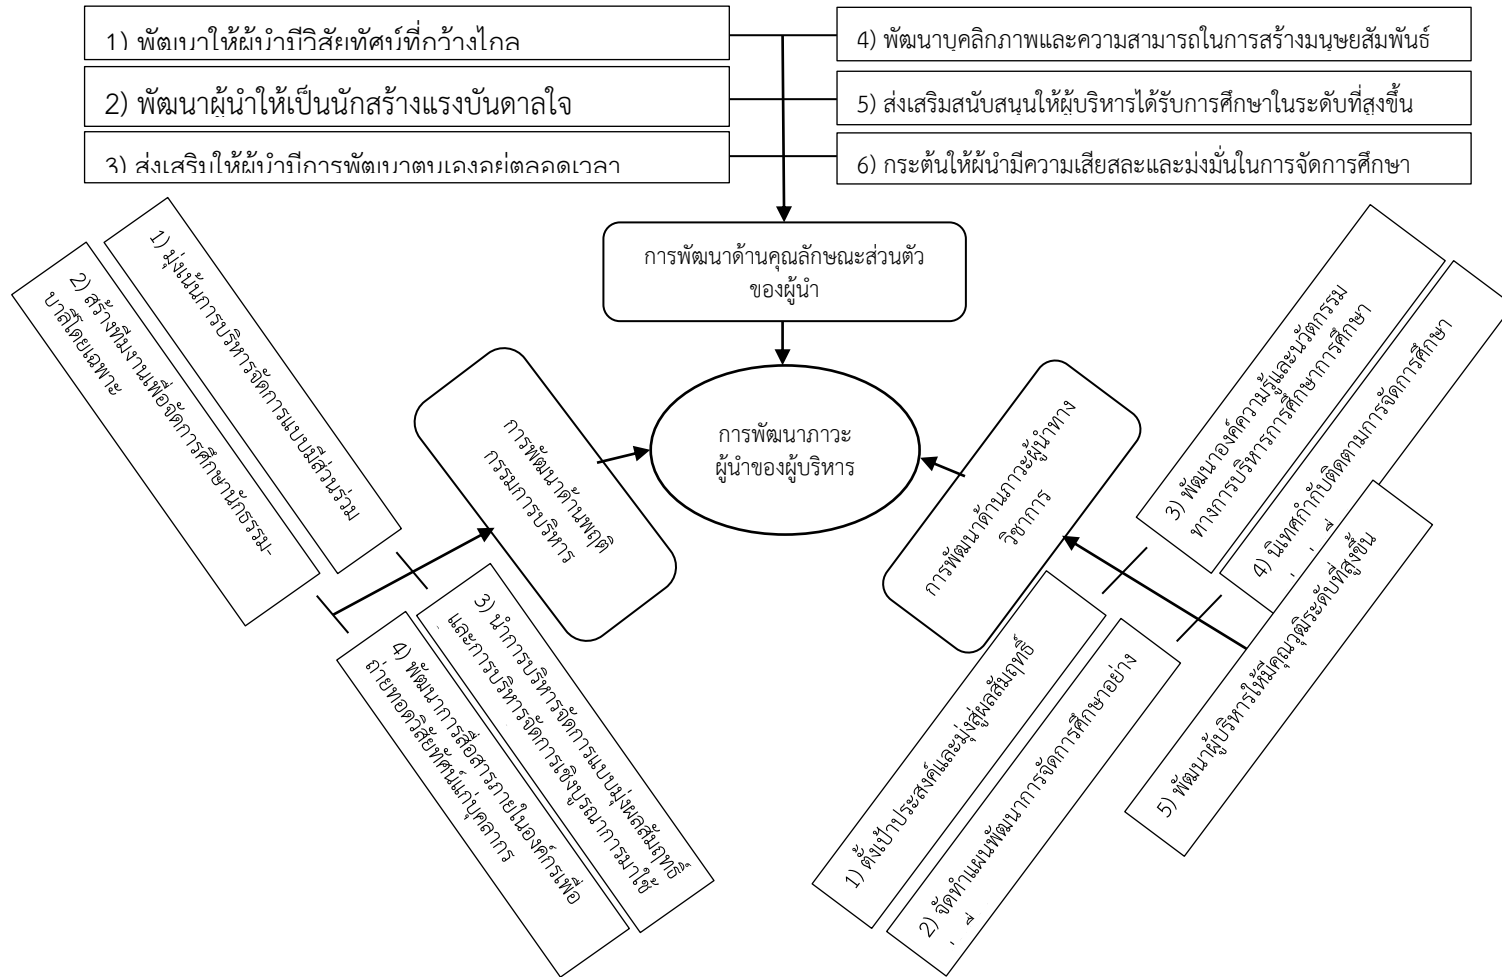 1) พัฒนาให้ผู้นำมีวิสัยทัศน์ที่กว้างไกล
2) พัฒนาผู้นำให้เป็นนักสร้างแรงบันดาลใจ
3) ส่งเสริมให้ผู้นำมีการพัฒนาตนเองอยู่ตลอดเวลา
4) พัฒนาบุคลิกภาพและความสามารถในการสร้างมนุษยสัมพันธ์
5) ส่งเสริมสนับสนุนให้ผู้บริหารได้รับการศึกษาในระดับที่สูงขึ้น
6) กระตุ้นให้ผู้นำมีความเสียสละและมุ่งมั่นในการจัดการศึกษา
การพัฒนาด้านคุณลักษณะส่วนตัว
ของผู้นำ
การพัฒนาภาวะ
ผู้นำของผู้บริหาร
การพัฒนาด้านพฤติ
กรรมการบริหาร
1) มุ่งเน้นการบริหารจัดการแบบมีส่วนร่วม
2) สร้างทีมงานเพื่อจัดการศึกษานักธรรม-
บาลีโดยเฉพาะ
3) นำการบริหารจัดการแบบมุ่งผลสัมฤทธิ์
และการบริหารจัดการเชิงบูรณาการมาใช้
4) พัฒนาการสื่อสารภายในองค์กรเพื่อ
ถ่ายทอดวิสัยทัศน์แก่บุคลากร
การพัฒนาด้านภาวะผู้นำทาง
วิชาการ
1) ตั้งเป้าประสงค์และมุ่งสู่ผลสัมฤทธิ์
2) จัดทำแผนพัฒนาการจัดการศึกษาอย่าง
3) พัฒนาองค์ความรู้และนวัตกรรม
ทางการบริหารการศึกษาการศึกษา
4) นิเทศกำกับติดตามการจัดการศึกษา
5) พัฒนาผู้บริหารให้มีคุณวุฒิระดับที่สูงขึ้น